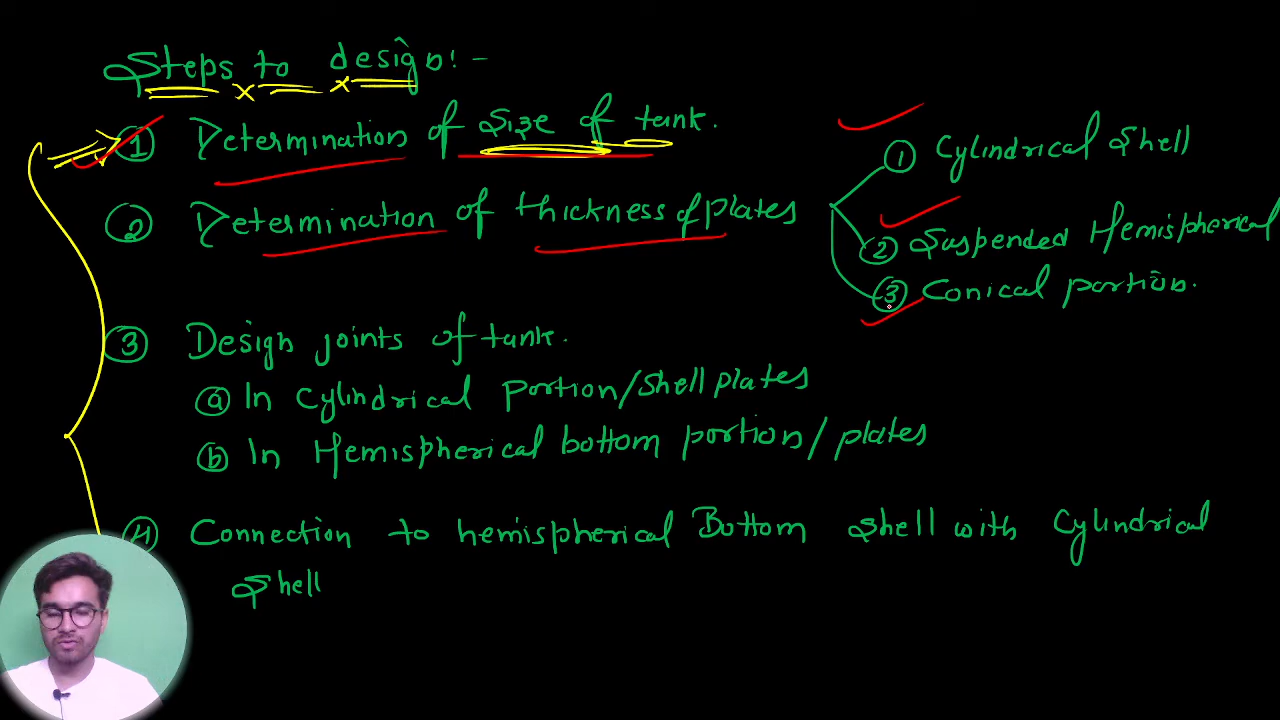 Steps to design:-
① Determination of size of tank.
② Determination of thickness of plates
① Cylindrical Shell
② Suspended Hemispherical
③ Conical portion.
③ Design joints of tank.
ⓐ In Cylindrical portion/Shell plates
ⓑ In Hemispherical bottom portion/plates
④ Connection to hemispherical Bottom shell with Cylindrical
Shell